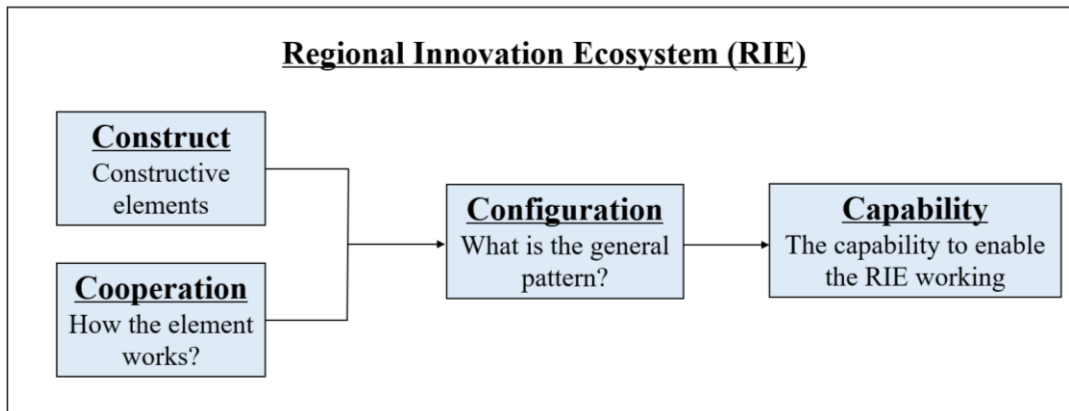 Regional Innovation Ecosystem (RIE)
Construct
Constructive
elements
Cooperation
How the element
works?
Configuration
What is the general
pattern?
Capability
The capability to enable
the RIE working